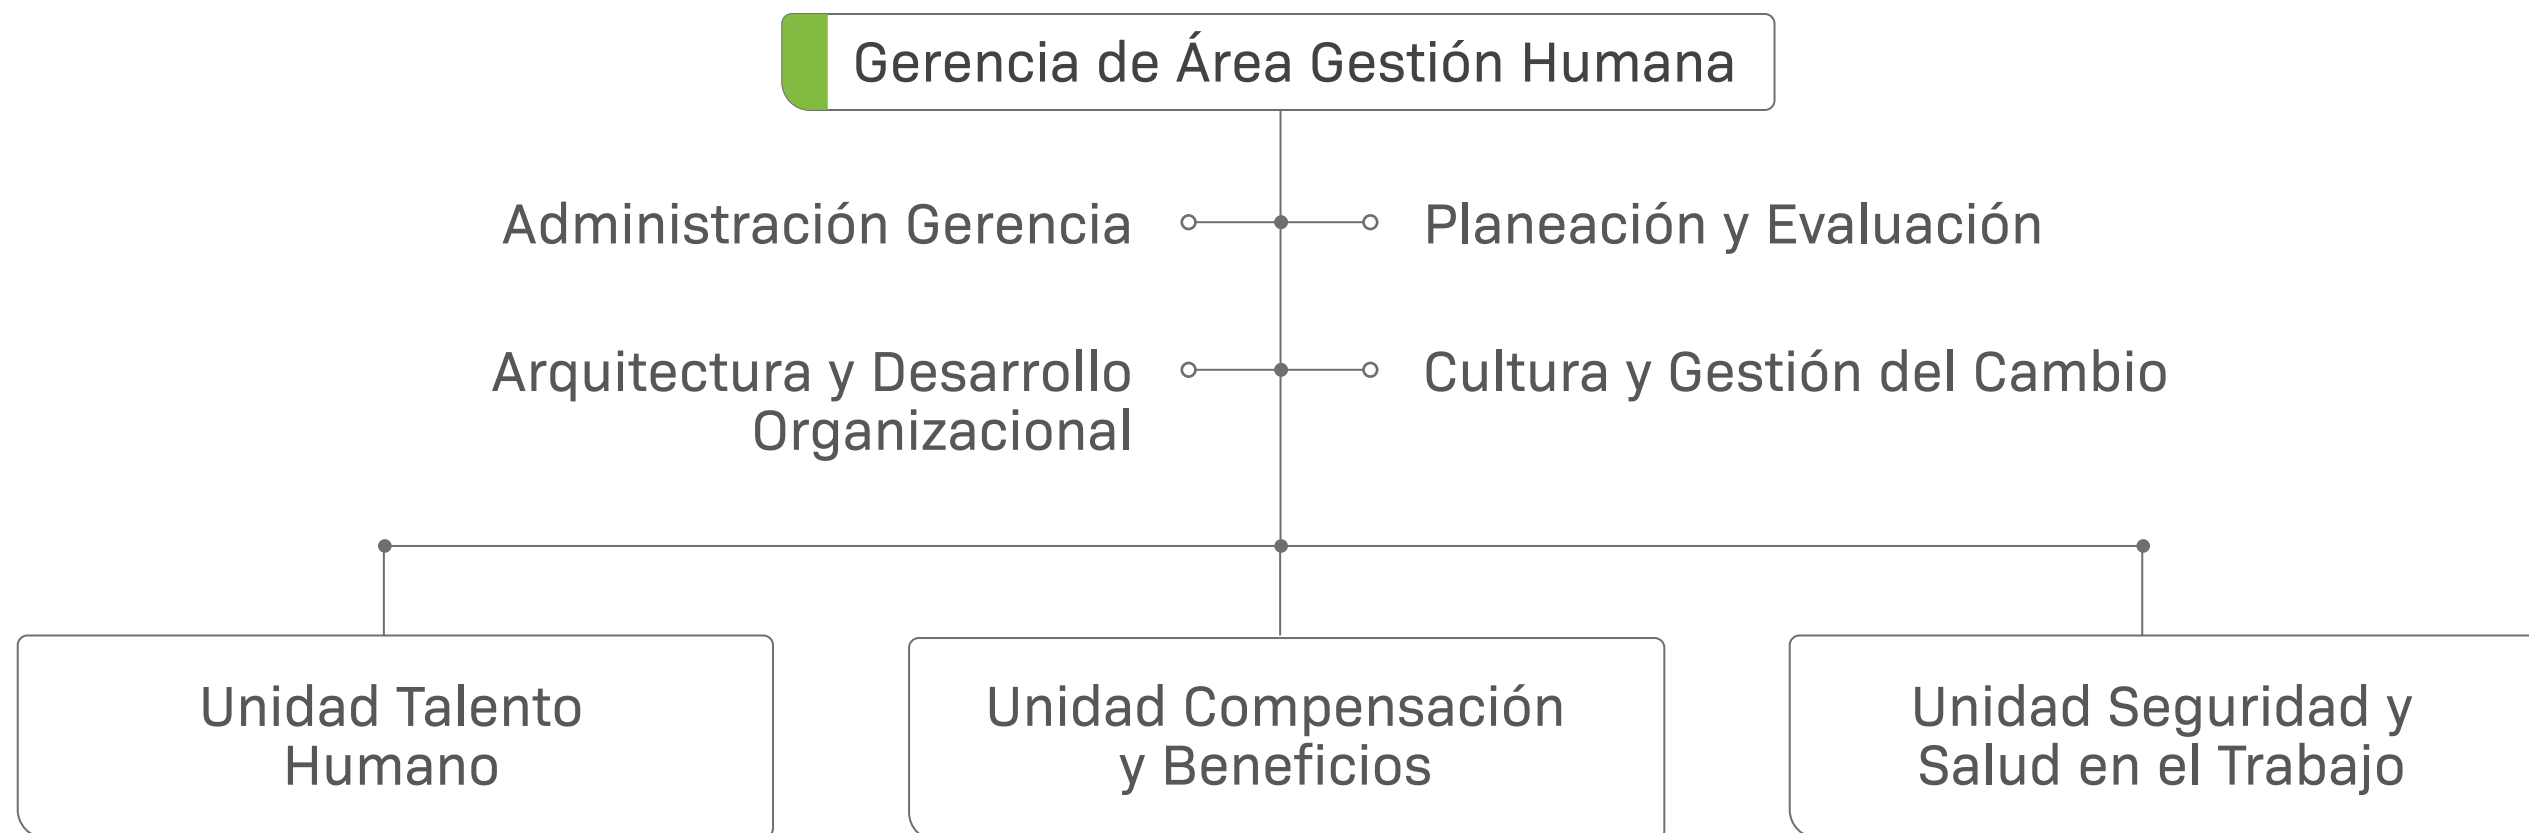 Gerencia de Área Gestión Humana
Administración Gerencia
Planeación y Evaluación
Arquitectura y Desarrollo
Organizacional
Cultura y Gestión del Cambio
Unidad Talento
Humano
Unidad Compensación
y Beneficios
Unidad Seguridad y
Salud en el Trabajo